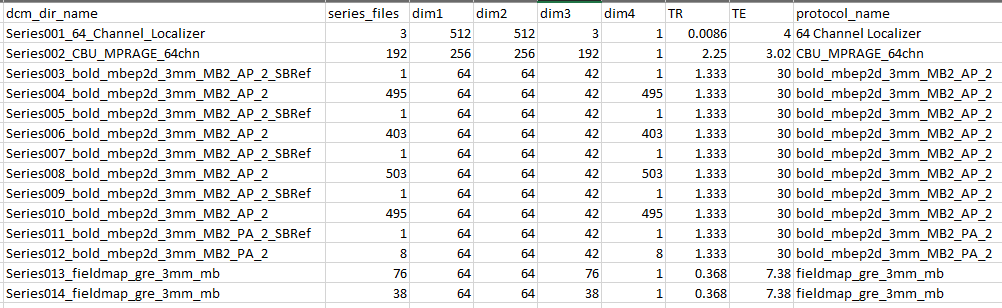 dcm_dir_name series_files dim1 dim2 dim3 dim4 TR TE protocol_name
Series001_64_Channel_Localizer 3 512 512 3 1 0.0086 4 64 Channel Localizer
Series002_CBU_MPRAGE_64chn 192 256 256 192 1 2.25 3.02 CBU_MPRAGE_64chn
Series003_bold_mbep2d_3mm_MB2_AP_2_SBRef 1 64 64 42 1 1.333 30 bold_mbep2d_3mm_MB2_AP_2
Series004_bold_mbep2d_3mm_MB2_AP_2 495 64 64 42 495 1.333 30 bold_mbep2d_3mm_MB2_AP_2
Series005_bold_mbep2d_3mm_MB2_AP_2_SBRef 1 64 64 42 1 1.333 30 bold_mbep2d_3mm_MB2_AP_2
Series006_bold_mbep2d_3mm_MB2_AP_2 403 64 64 42 403 1.333 30 bold_mbep2d_3mm_MB2_AP_2
Series007_bold_mbep2d_3mm_MB2_AP_2_SBRef 1 64 64 42 1 1.333 30 bold_mbep2d_3mm_MB2_AP_2
Series008_bold_mbep2d_3mm_MB2_AP_2 503 64 64 42 503 1.333 30 bold_mbep2d_3mm_MB2_AP_2
Series009_bold_mbep2d_3mm_MB2_AP_2_SBRef 1 64 64 42 1 1.333 30 bold_mbep2d_3mm_MB2_AP_2
Series010_bold_mbep2d_3mm_MB2_AP_2 495 64 64 42 495 1.333 30 bold_mbep2d_3mm_MB2_AP_2
Series011_bold_mbep2d_3mm_MB2_PA_2_SBRef 1 64 64 42 1 1.333 30 bold_mbep2d_3mm_MB2_PA_2
Series012_bold_mbep2d_3mm_MB2_PA_2 8 64 64 42 8 1.333 30 bold_mbep2d_3mm_MB2_PA_2
Series013_fieldmap_gre_3mm_mb 76 64 64 76 1 0.368 7.38 fieldmap_gre_3mm_mb
Series014_fieldmap_gre_3mm_mb 38 64 64 38 1 0.368 7.38 fieldmap_gre_3mm_mb